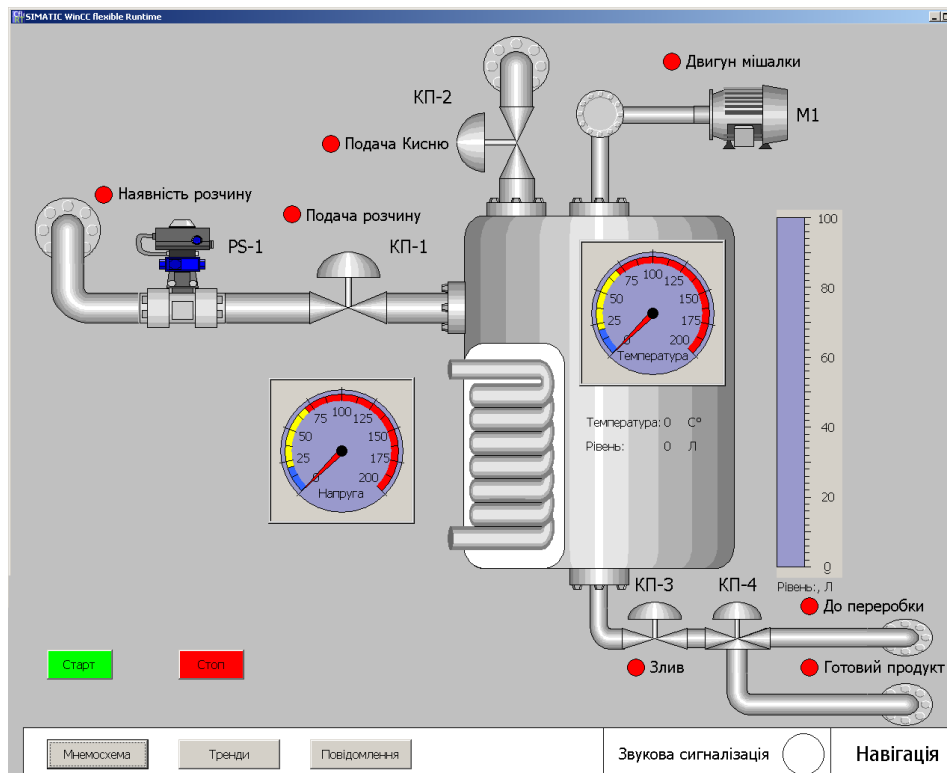 SIMATIC WinCC flexible Runtime
Двигун мішалки
КП-2
М1
Подача Кисню
Наявність розчину
Подача розчину
PS-1
КП-1
0 25 50 75 100 125 150 175 200
Температура
100
80
60
40
20
0
Рівень:, Л
Температура: 0 С°
Рівень: 0 Л
0 25 50 75 100 125 150 175 200
Напруга
КП-3
КП-4
До переробки
Злив
Готовий продукт
Старт
Стоп
Мнемосхема
Тренди
Повідомлення
Звукова сигналізація
Навігація